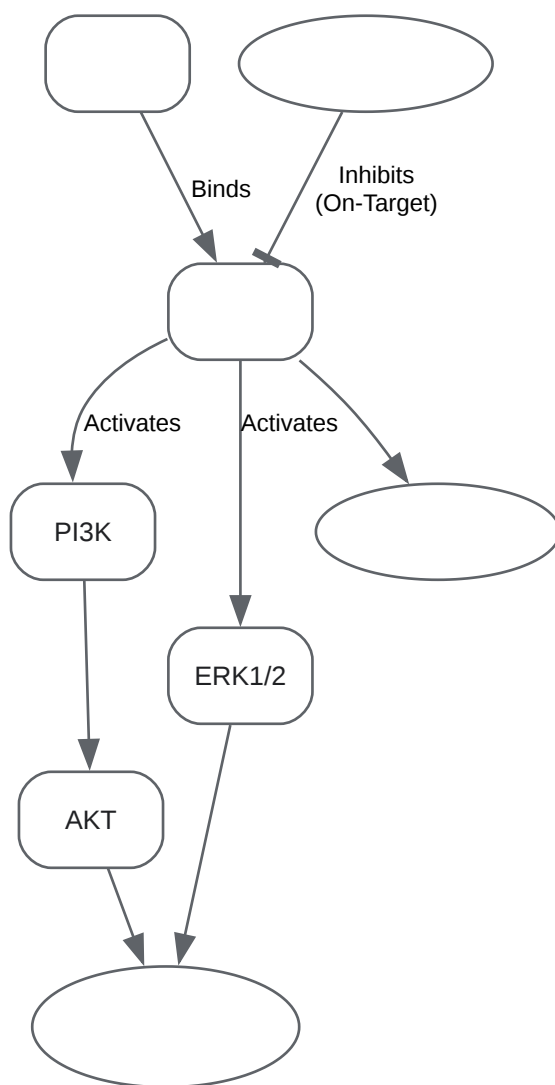 Binds
Inhibits
(On-Target)
Activates
Activates
PI3K
ERK1/2
AKT